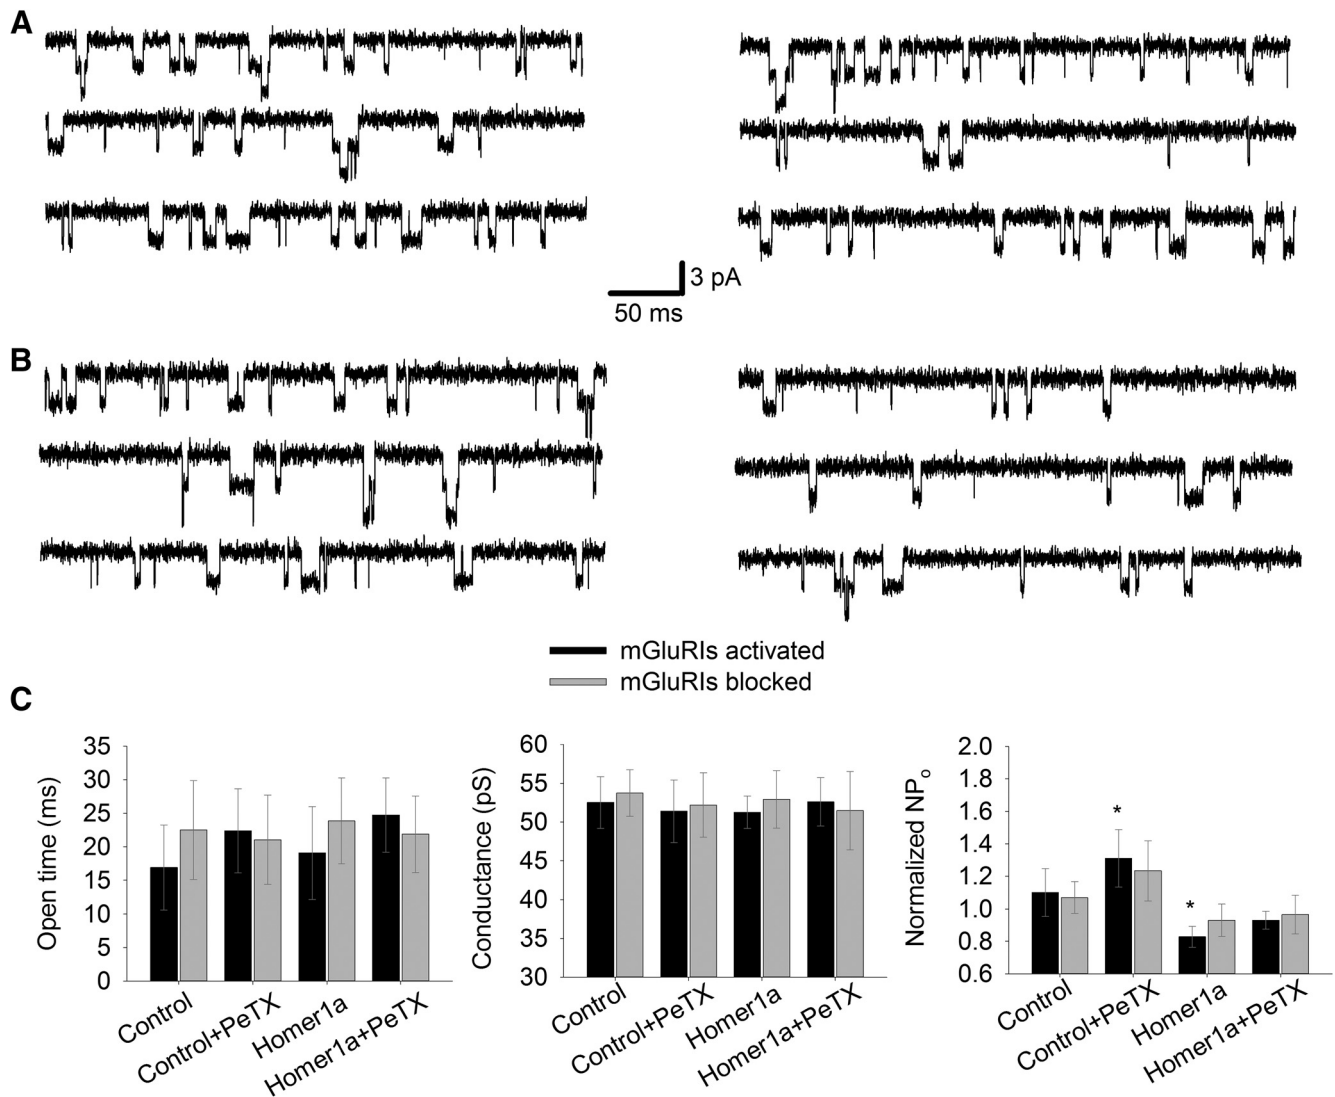 A
3 pA
50 ms
B
mGluRIs activated
mGluRIs blocked
C
Open time (ms)
35
30
25
20
15
10
5
0
Control
Control+PeTX
Homer1a
Homer1a+PeTX
Conductance (pS)
60
55
50
45
40
35
30
Control
Control+PeTX
Homer1a
Homer1a+PeTX
Normalized NPo
2.0
1.8
1.6
1.4
1.2
1.0
0.8
0.6
*
*
Control
Control+PeTX
Homer1a
Homer1a+PeTX